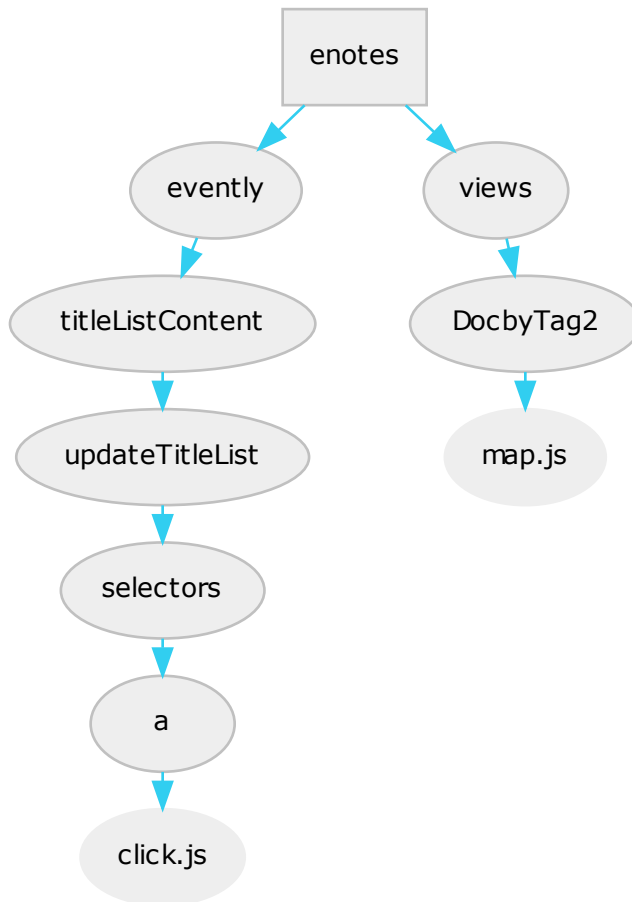 enotes
evently
views
titleListContent
DocbyTag2
updateTitleList
map.js
selectors
a
click.js